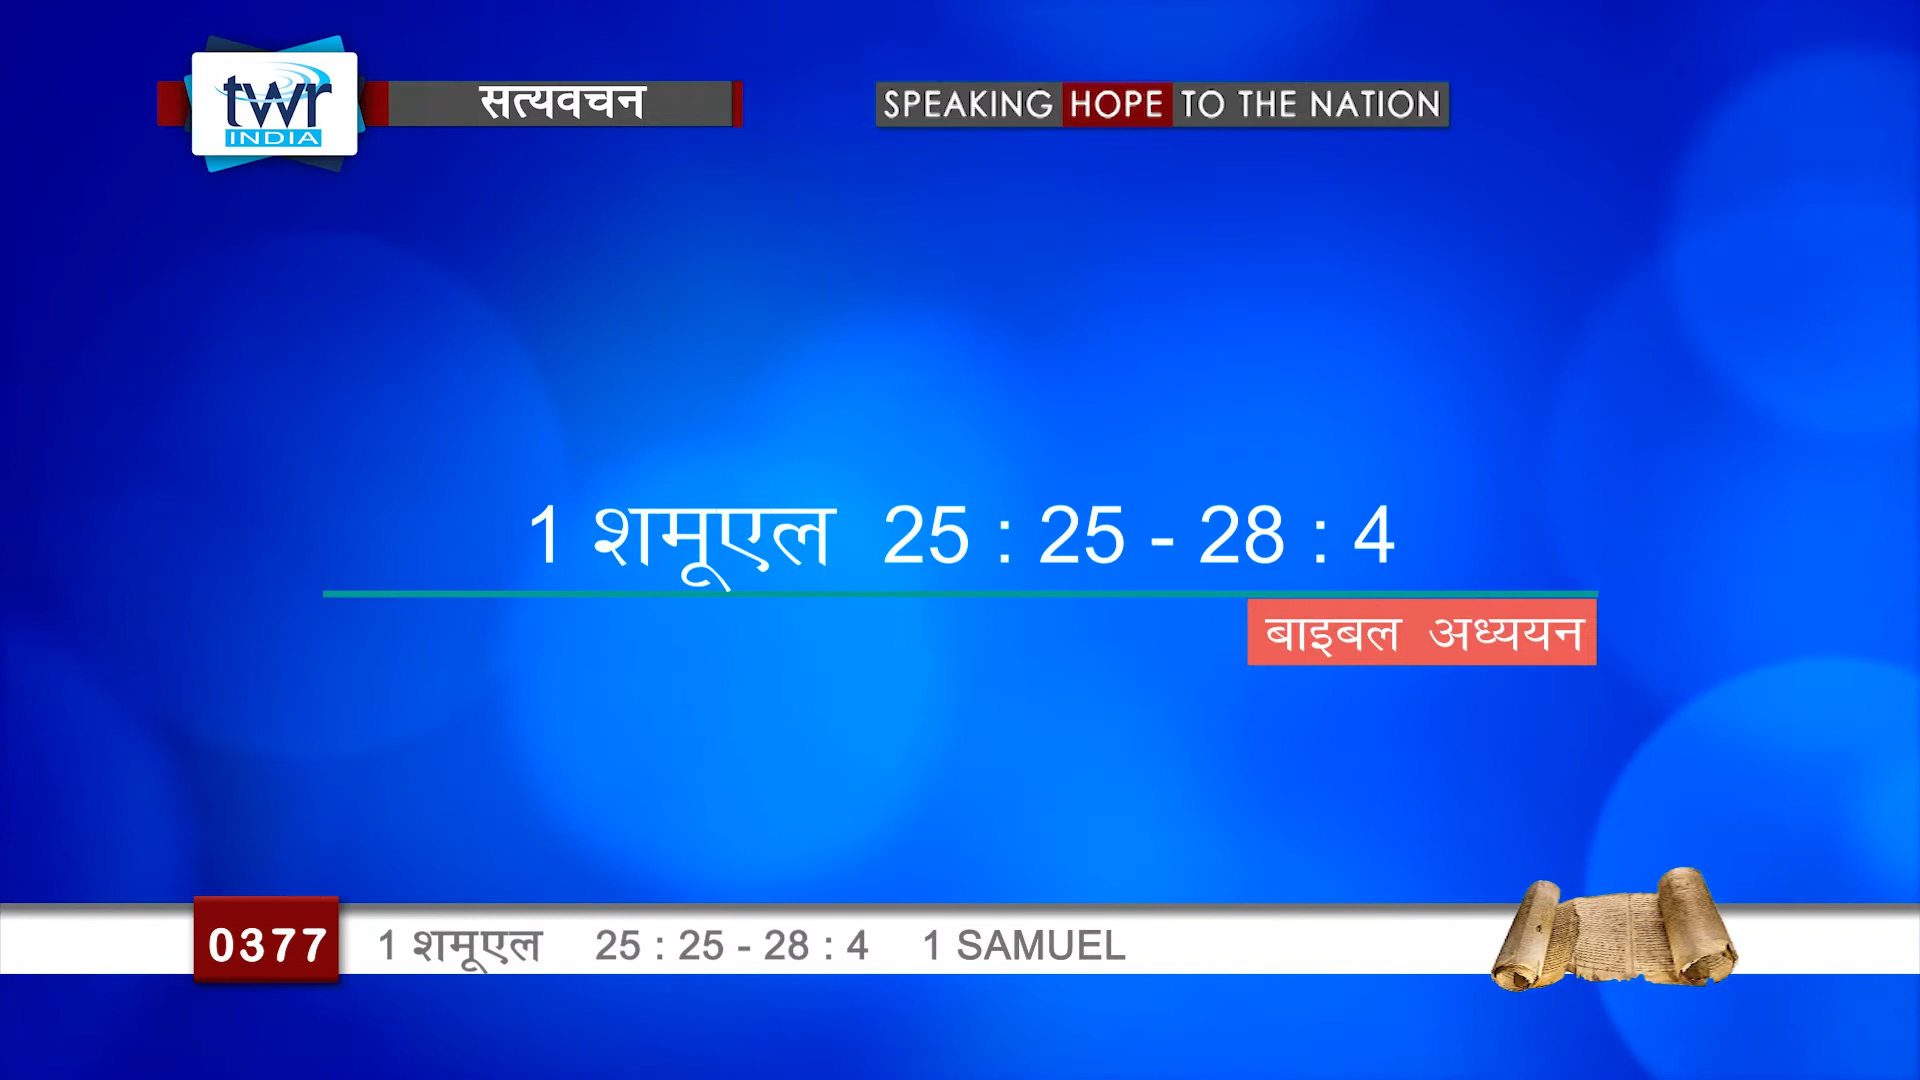 twr
INDIA
सत्यवचन
SPEAKING HOPE TO THE NATION
1 शमूएल 25 : 25 - 28 : 4
बाइबल अध्ययन
0377 1 शमूएल 25 : 25 - 28 : 4 1 SAMUEL